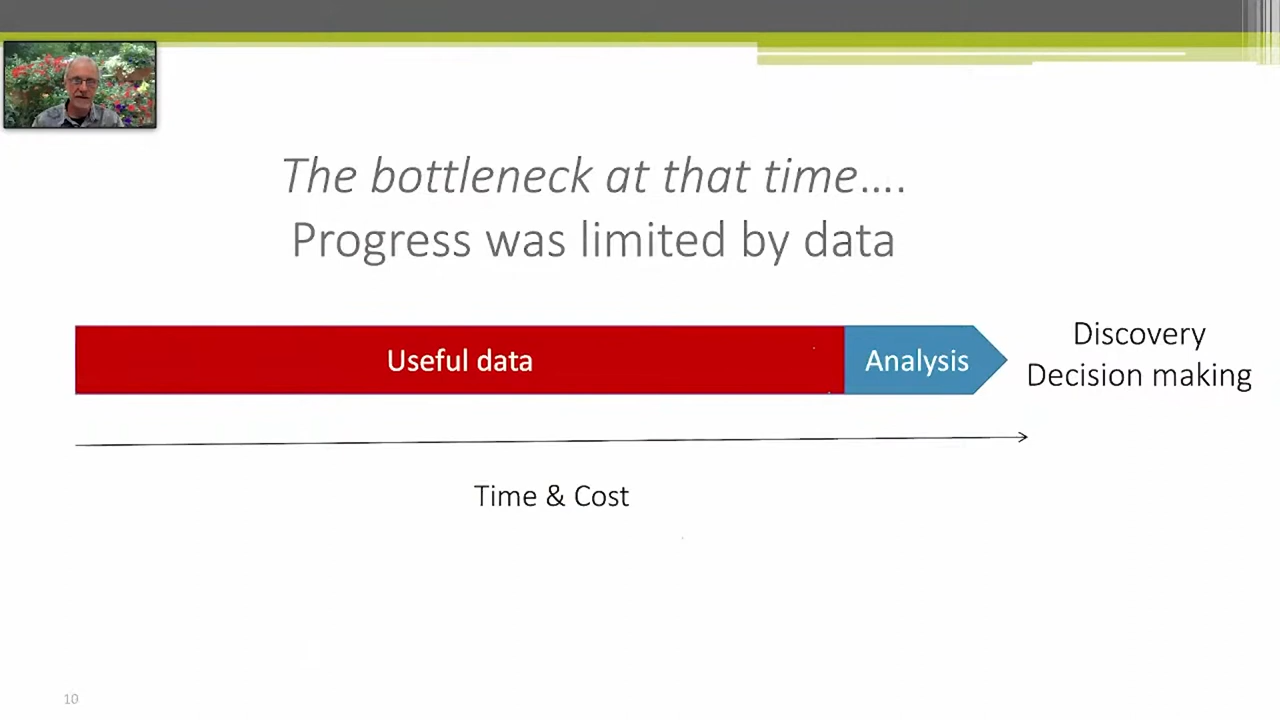 The bottleneck at that time….
Progress was limited by data
Useful data
Analysis
Discovery
Decision making
Time & Cost
10